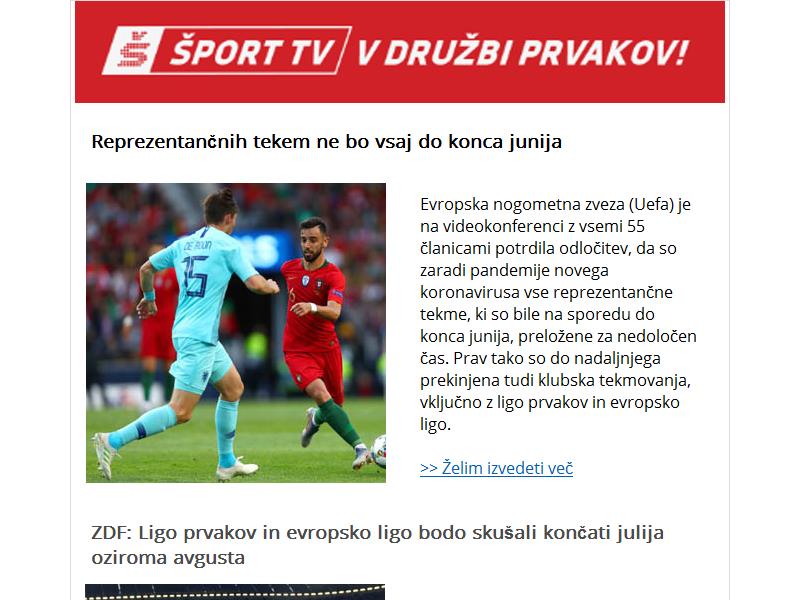 Š ŠPORT TV V DRUŽBI PRVAKOV!
Reprezentančnih tekem ne bo vsaj do konca junija
DE ROON
15
Evropska nogometna zveza (Uefa) je
na videokonferenci z vsemi 55
članicami potrdila odločitev, da so
zaradi pandemije novega
koronavirusa vse reprezentančne
tekme, ki so bile na sporedu do
konca junija, preložene za nedoločen
čas. Prav tako so do nadaljnjega
prekinjena tudi klubska tekmovanja,
vključno z ligo prvakov in evropsko
ligo.
>> Želim izvedeti več
ZDF: Ligo prvakov in evropsko ligo bodo skušali končati julija
oziroma avgusta